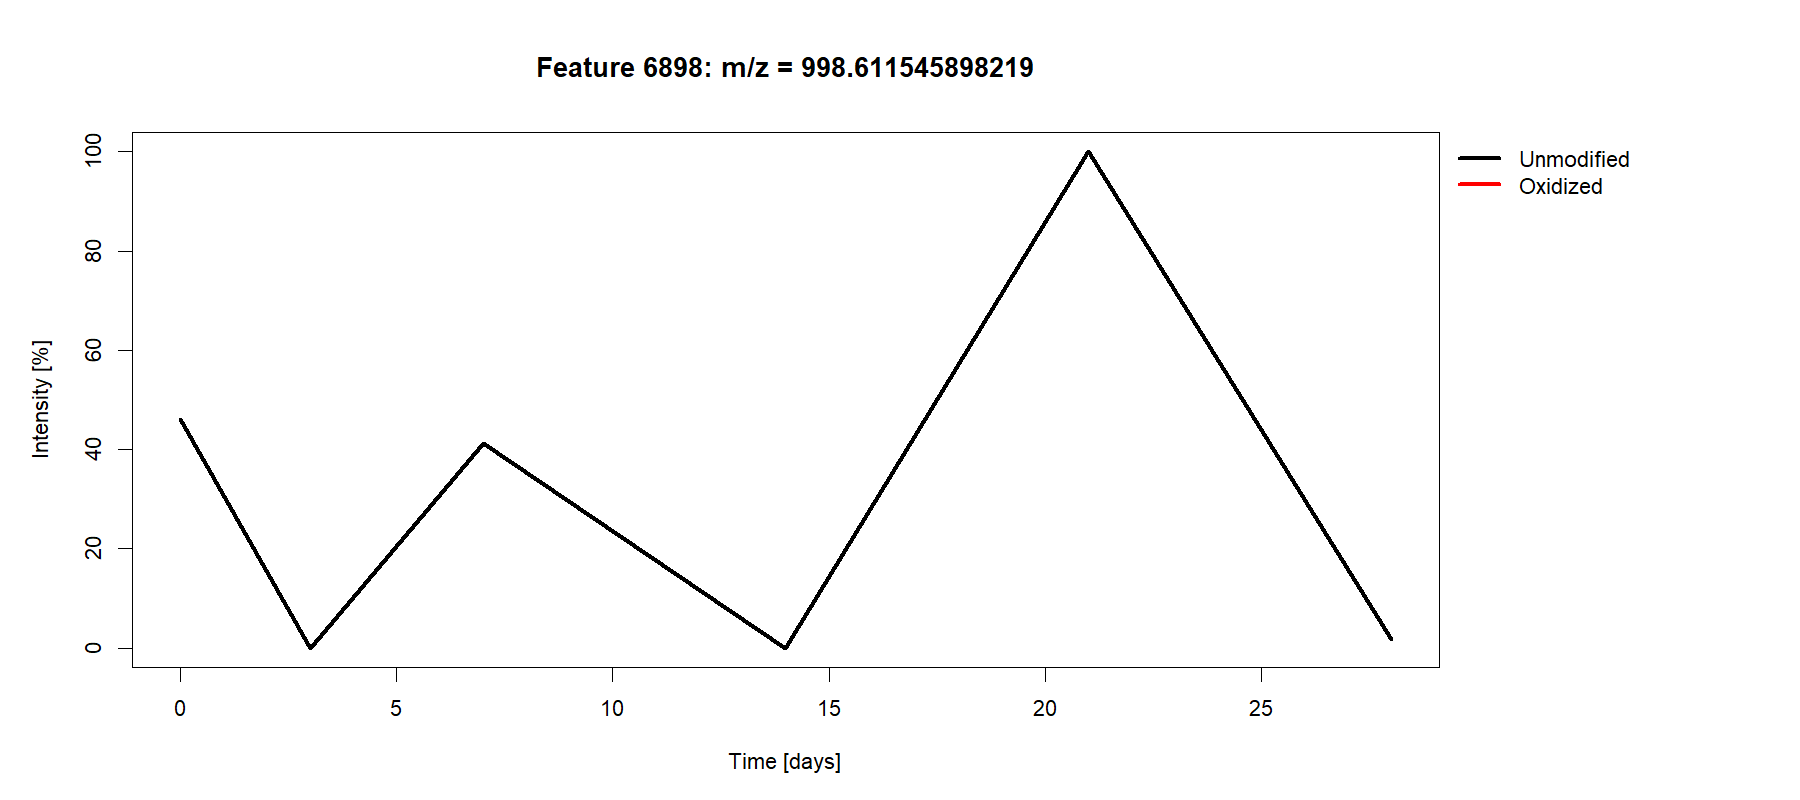 Feature 6898: m/z = 998.611545898219
Unmodified
Oxidized
Intensity [%]
100
80
60
40
20
0
0 5 10 15 20 25
Time [days]